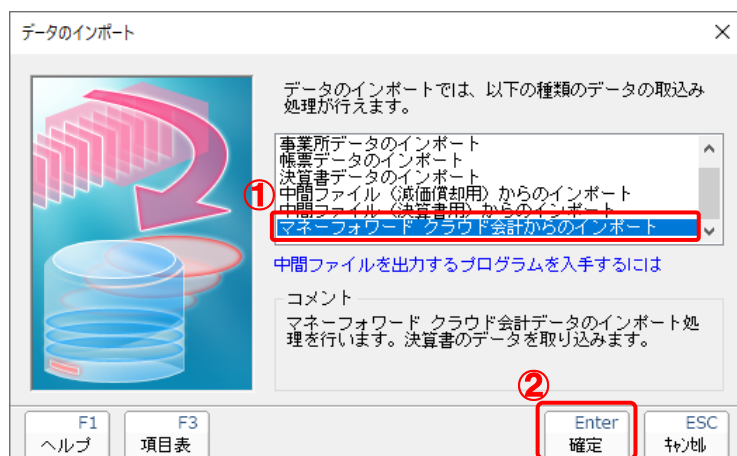 データのインポート
データのインポートでは、以下の種類のデータの取込み
処理が行えます。
事業所データのインポート
帳票データのインポート
決算書データのインポート
中間ファイル（減価償却用）からのインポート
中間ファイル（決算書用）からのインポート
①
マネーフォワード クラウド会計からのインポート
中間ファイルを出力するプログラムを入手するには
コメント
マネーフォワード クラウド会計データのインポート処
理を行います。決算書のデータを取り込みます。
②
F1
ヘルプ
F3
項目表
Enter
確定
ESC
ｷｬﾝｾﾙ